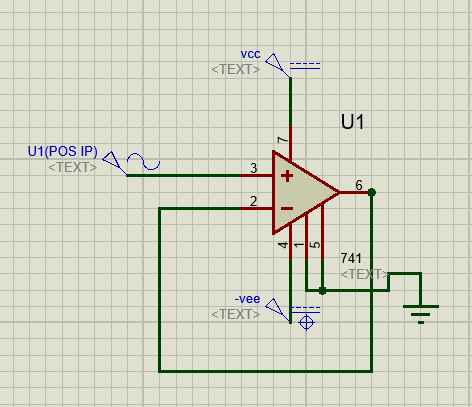 vcc
<TEXT>
U1
7
U1(POS IP)
<TEXT>
3
+
6
2
−
4
1
5
741
<TEXT>
-vee
<TEXT>